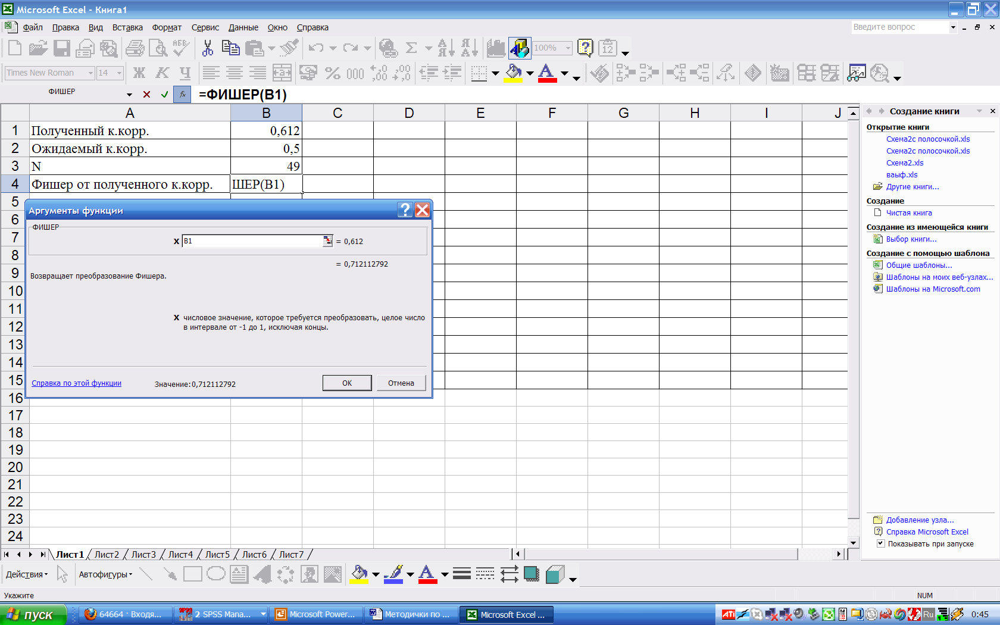 Microsoft Excel - Книга1
Файл Правка Вид Вставка Формат Сервис Данные Окно Справка Введите вопрос
100%
Times New Roman 14 Ж К Ч % 000
ФИШЕР =ФИШЕР(B1)
A B C D E F G H I J
1 Полученный к.корр. 0,612
2 Ожидаемый к.корр. 0,5
3 N 49
4 Фишер от полученного к.корр. ШЕР(B1)
5
6
7
8
9
10
11
12
13
14
15
16
17
18
19
20
21
22
23
24
Аргументы функции
ФИШЕР
X B1 = 0,612
= 0,712112792
Возвращает преобразование Фишера.
X числовое значение, которое требуется преобразовать, целое число
в интервале от -1 до 1, исключая концы.
Справка по этой функции Значение:0,712112792 OK Отмена
Создание книги
Открытие книги
Схема2с полосочкой.xls
Схема2с полосочкой.xls
Схема2.xls
ваыф.xls
Другие книги...
Создание
Чистая книга
Создание из имеющейся книги
Выбор книги...
Создание с помощью шаблона
Общие шаблоны...
Шаблоны на моих веб-узлах...
Шаблоны на Microsoft.com
Добавление узла...
Справка Microsoft Excel
Показывать при запуске
Лист1 Лист2 Лист3 Лист4 Лист5 Лист6 Лист7
Действия Автофигуры
Укажите NUM
пуск 64664 · Входя... 2 SPSS Mana... Microsoft Power... Методички по ... Microsoft Excel ... ATI Ru 0:45